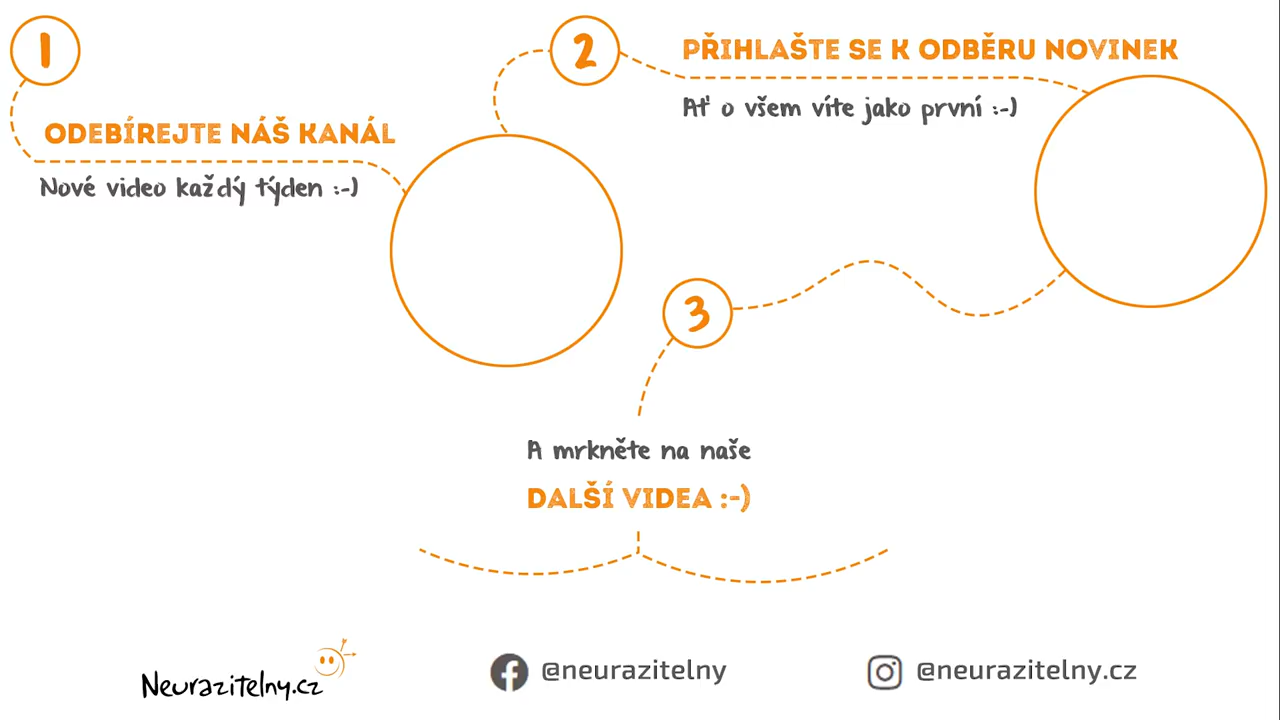 1
ODEBÍREJTE NÁŠ KANÁL
Nové video každý týden :-)
2
PŘIHLAŠTE SE K ODBĚRU NOVINEK
Ať o všem víte jako první :-)
3
A mrkněte na naše
DALŠÍ VIDEA :-)
Neurazitelny.cz
@neurazitelny
@neurazitelny.cz